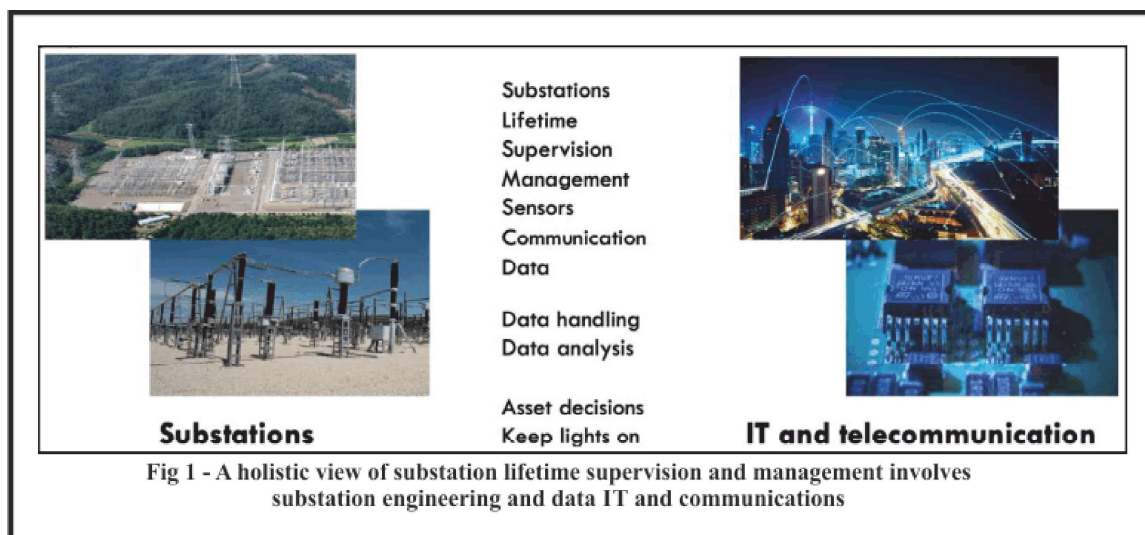 Substations
Lifetime
Supervision
Management
Sensors
Communication
Data
Data handling
Data analysis
Asset decisions
Keep lights on
Substations
IT and telecommunication
Fig 1 - A holistic view of substation lifetime supervision and management involves
substation engineering and data IT and communications